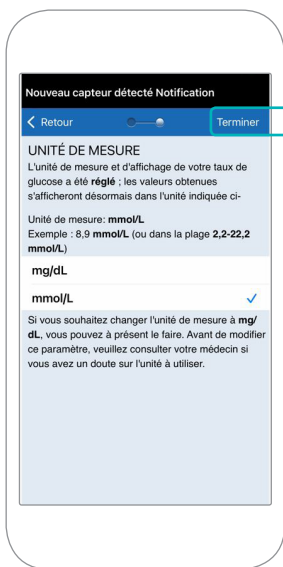 Nouveau capteur détecté Notification
Retour
Terminer
UNITÉ DE MESURE
L'unité de mesure et d'affichage de votre taux de
glucose a été réglé ; les valeurs obtenues
s'afficheront désormais dans l'unité indiquée ci-
Unité de mesure: mmol/L
Exemple : 8,9 mmol/L (ou dans la plage 2,2-22,2
mmol/L)
mg/dL
mmol/L
Si vous souhaitez changer l'unité de mesure à mg/
dL, vous pouvez à présent le faire. Avant de modifier
ce paramètre, veuillez consulter votre médecin si
vous avez un doute sur l'unité à utiliser.